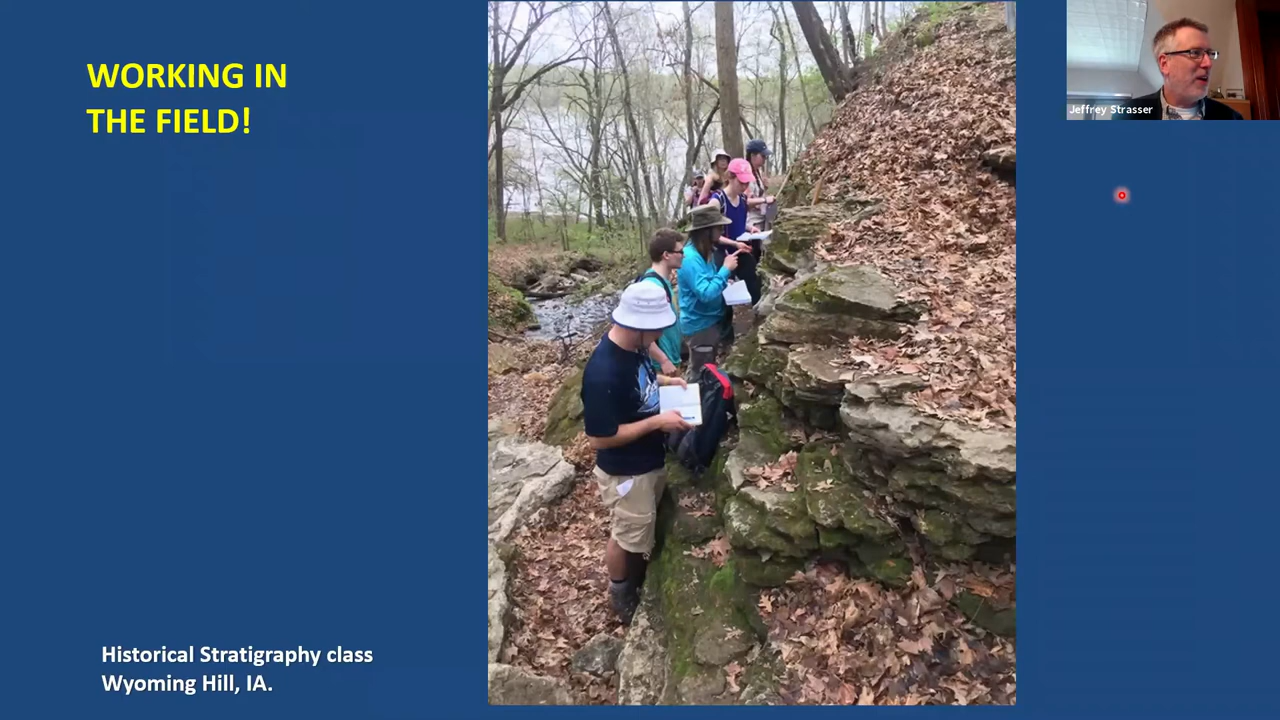 WORKING IN
THE FIELD!
Jeffrey Strasser
Historical Stratigraphy class
Wyoming Hill, IA.